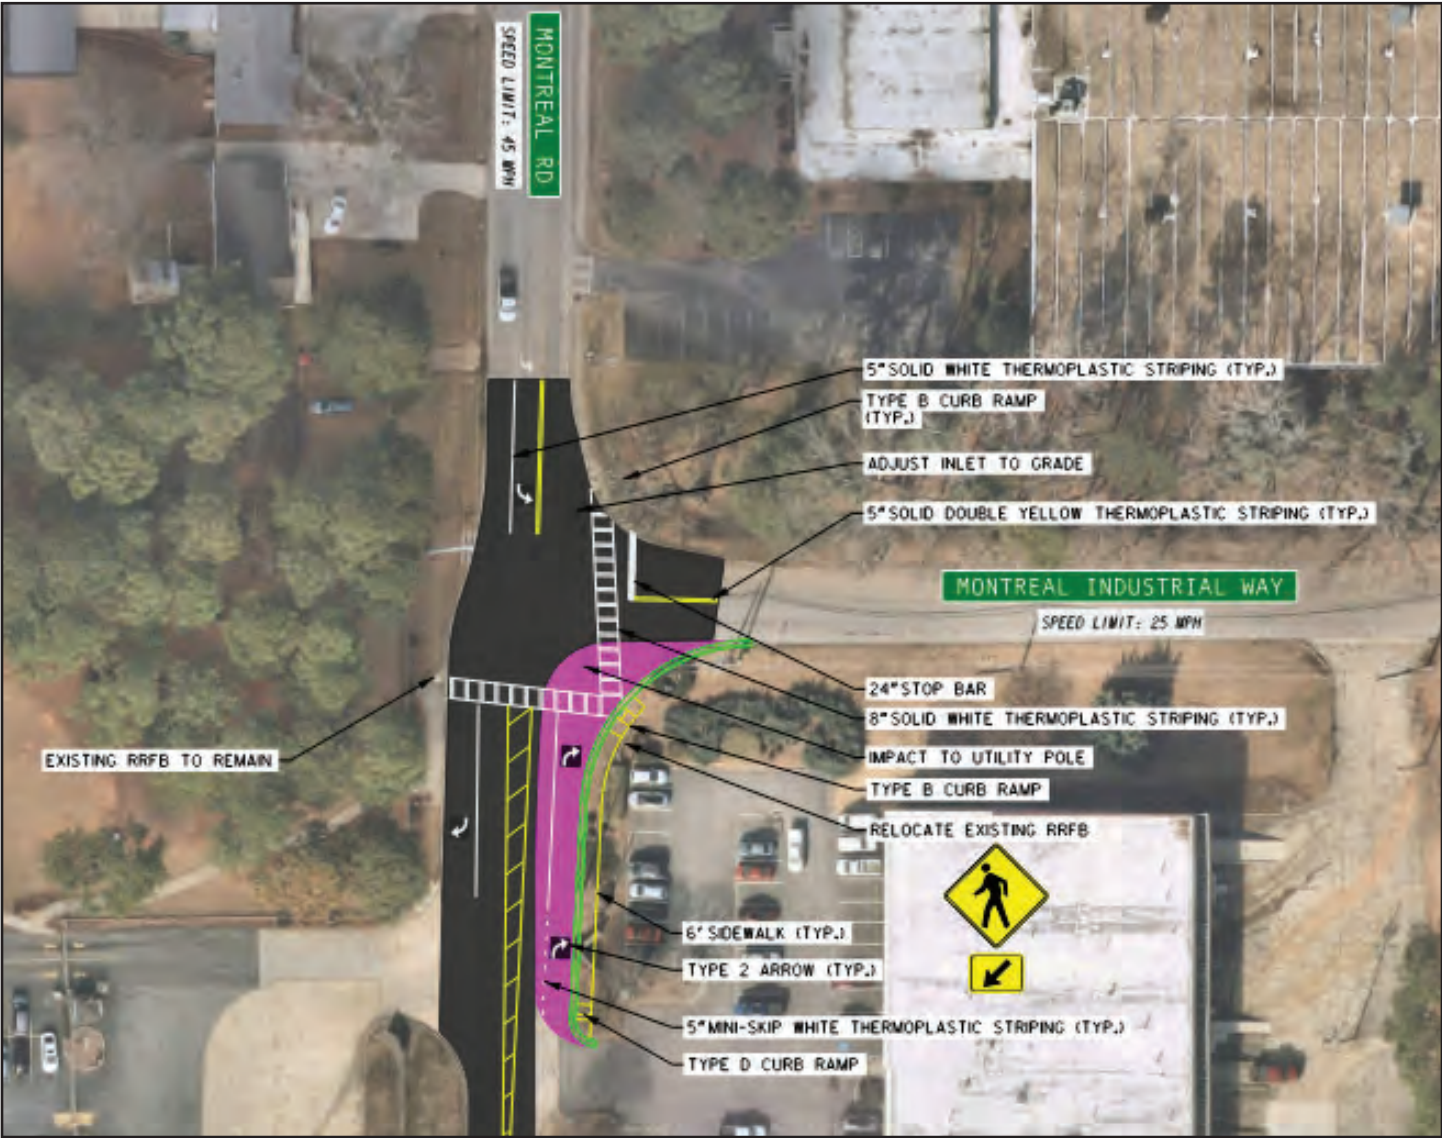 MONTREAL RD
SPEED LIMIT: 45 MPH
5" SOLID WHITE THERMOPLASTIC STRIPING (TYP.)
TYPE B CURB RAMP
(TYP.)
ADJUST INLET TO GRADE
5" SOLID DOUBLE YELLOW THERMOPLASTIC STRIPING (TYP.)
MONTREAL INDUSTRIAL WAY
SPEED LIMIT: 25 MPH
24" STOP BAR
8" SOLID WHITE THERMOPLASTIC STRIPING (TYP.)
EXISTING RRFB TO REMAIN
IMPACT TO UTILITY POLE
TYPE B CURB RAMP
RELOCATE EXISTING RRFB
6' SIDEWALK (TYP.)
TYPE 2 ARROW (TYP.)
5" MINI-SKIP WHITE THERMOPLASTIC STRIPING (TYP.)
TYPE D CURB RAMP